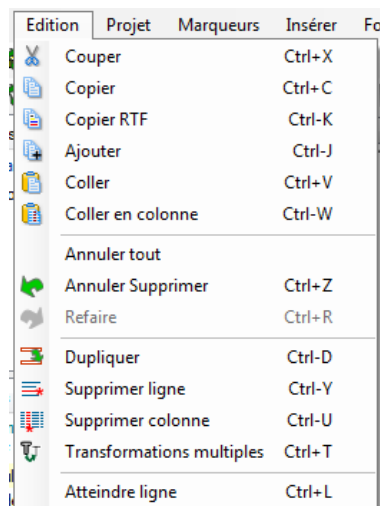 Edition Projet Marqueurs Insérer Fo
Couper Ctrl+X
Copier Ctrl+C
Copier RTF Ctrl-K
Ajouter Ctrl-J
Coller Ctrl+V
Coller en colonne Ctrl-W
Annuler tout
Annuler Supprimer Ctrl+Z
Refaire Ctrl+R
Dupliquer Ctrl-D
Supprimer ligne Ctrl-Y
Supprimer colonne Ctrl-U
Transformations multiples Ctrl+T
Atteindre ligne Ctrl+L